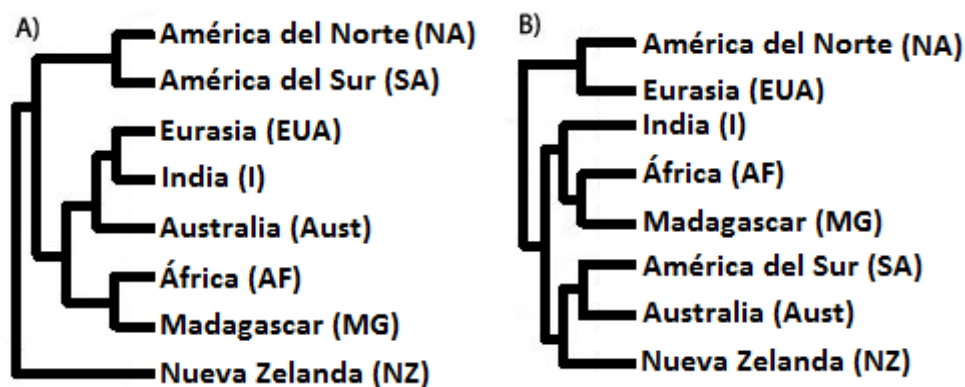 A)
América del Norte (NA)
América del Sur (SA)
Eurasia (EUA)
India (I)
Australia (Aust)
África (AF)
Madagascar (MG)
Nueva Zelanda (NZ)
B)
América del Norte (NA)
Eurasia (EUA)
India (I)
África (AF)
Madagascar (MG)
América del Sur (SA)
Australia (Aust)
Nueva Zelanda (NZ)